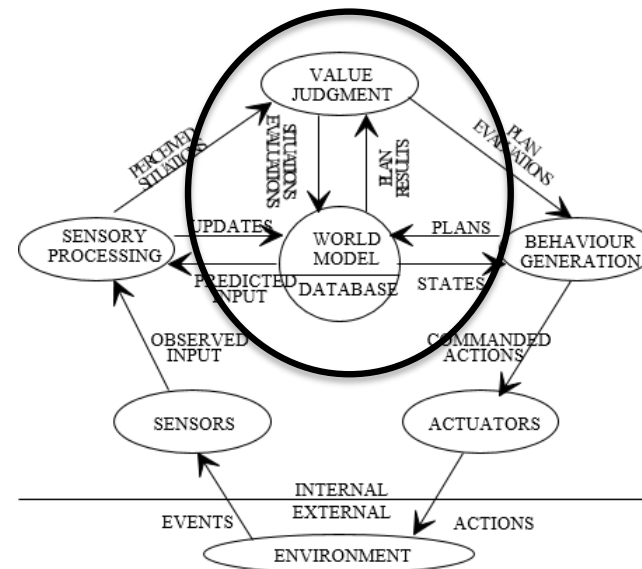 VALUE
JUDGMENT
PERCEIVED
SITUATIONS
SITUATIONS
EVALUATIONS
PLAN
RESULTS
PLAN
EVALUATIONS
UPDATES
PLANS
SENSORY
PROCESSING
WORLD
MODEL
BEHAVIOUR
GENERATION
PREDICTED
INPUT
DATABASE
STATES
OBSERVED
INPUT
COMMANDED
ACTIONS
SENSORS
ACTUATORS
INTERNAL
EXTERNAL
EVENTS
ACTIONS
ENVIRONMENT